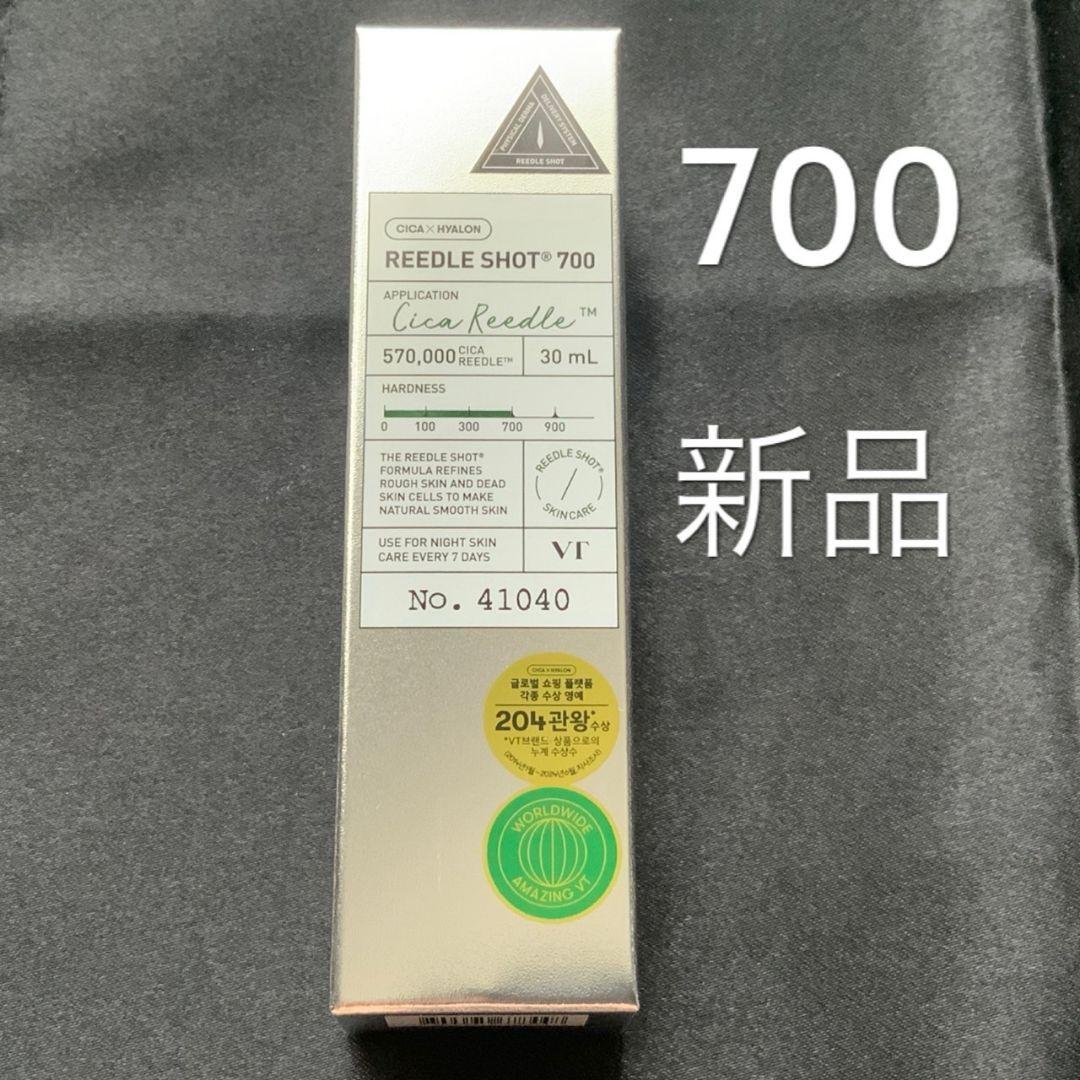 PHYSICAL DERMA
DELIVERY SYSTEM
REEDLE SHOT
700
CICA × HYALON
REEDLE SHOT® 700
APPLICATION
Cica Reedle™
570,000 CICA REEDLE™
30 mL
HARDNESS
0 100 300 700 900
THE REEDLE SHOT®
FORMULA REFINES
ROUGH SKIN AND DEAD
SKIN CELLS TO MAKE
NATURAL SMOOTH SKIN
REEDLE SHOT®
SKINCARE
新品
USE FOR NIGHT SKIN
CARE EVERY 7 DAYS
VT
No. 41040
CICA × HYALON
글로벌 쇼핑 플랫폼
각종 수상 영예
204관왕*수상
*VT브랜드 상품으로의
누계 수상수
WORLDWIDE
AMAZING VT